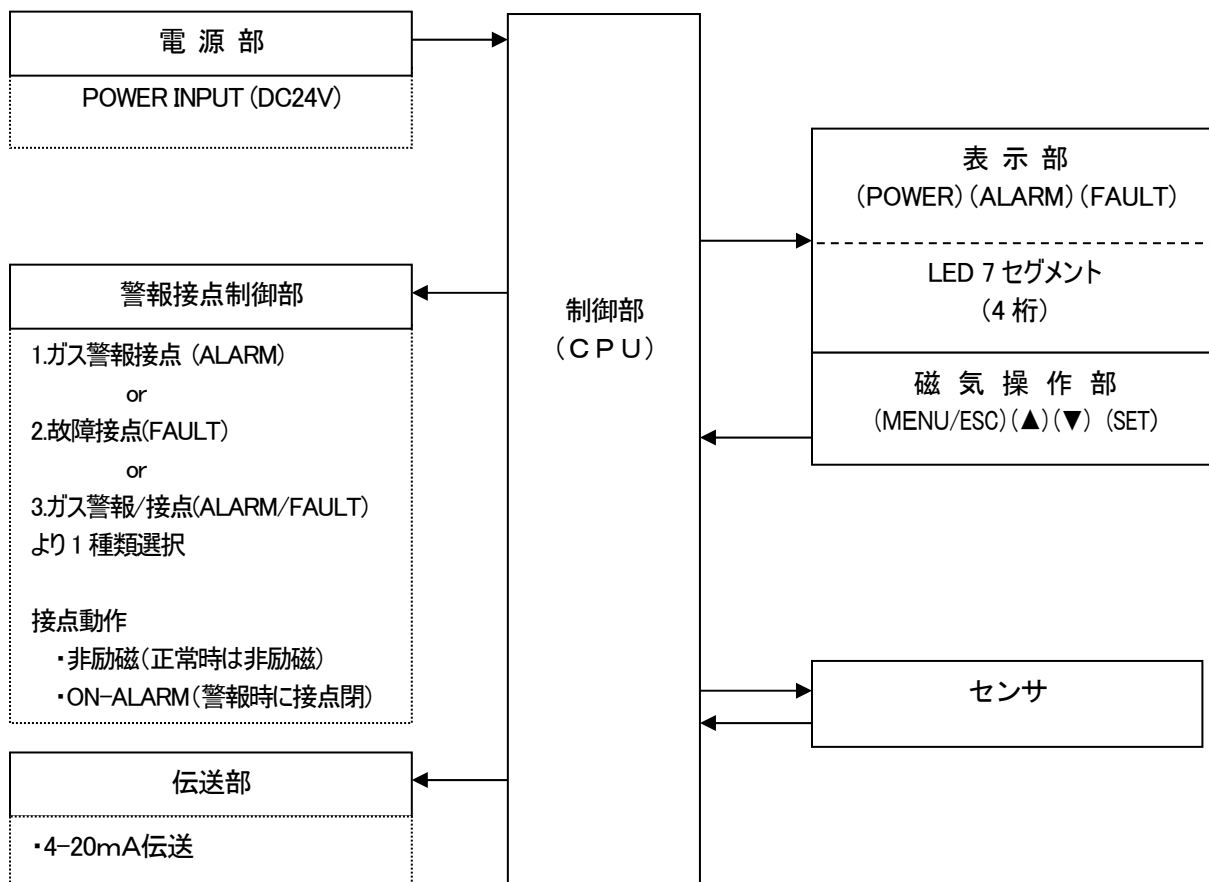 電 源 部
POWER INPUT (DC24V)
警報接点制御部
1.ガス警報接点 (ALARM)
or
2.故障接点(FAULT)
or
3.ガス警報/接点(ALARM/FAULT)
より 1 種類選択
接点動作
・非励磁(正常時は非励磁)
・ON-ALARM(警報時に接点閉)
伝送部
・4-20mA伝送
制御部
(CPU)
表 示 部
(POWER)(ALARM)(FAULT)
LED 7 セグメント
(4 桁)
磁 気 操 作 部
(MENU/ESC)(▲)(▼) (SET)
センサ